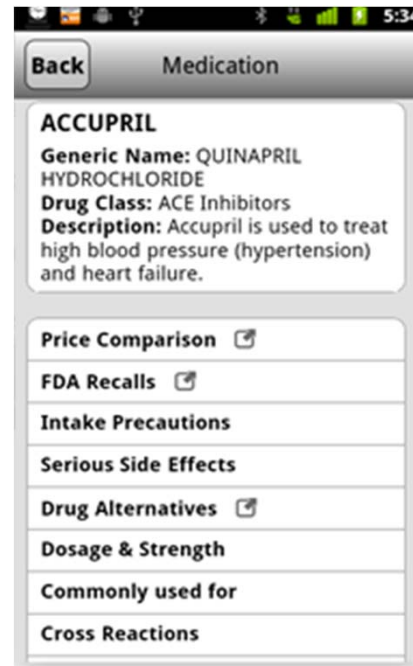 5:34
Back
Medication
ACCUPRIL
Generic Name: QUINAPRIL
HYDROCHLORIDE
Drug Class: ACE Inhibitors
Description: Accupril is used to treat
high blood pressure (hypertension)
and heart failure.
Price Comparison
FDA Recalls
Intake Precautions
Serious Side Effects
Drug Alternatives
Dosage & Strength
Commonly used for
Cross Reactions